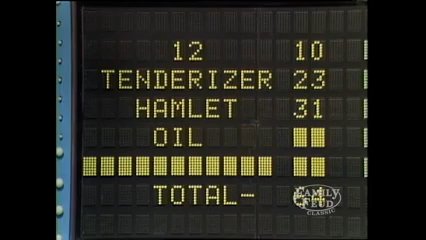 12 10
TENDERIZER 23
HAMLET 31
OIL
TOTAL-
FAMILY
FEUD
CLASSIC